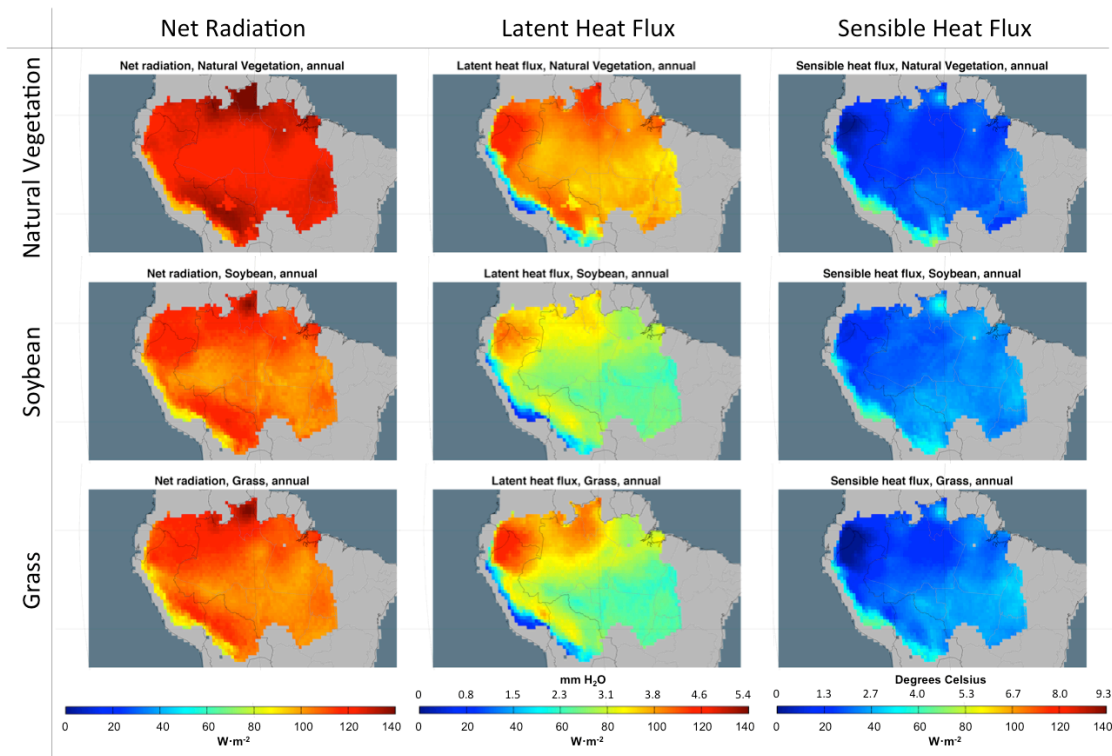 Net Radiation Latent Heat Flux Sensible Heat Flux
Natural Vegetation
Net radiation, Natural Vegetation, annual Latent heat flux, Natural Vegetation, annual Sensible heat flux, Natural Vegetation, annual
Soybean
Net radiation, Soybean, annual Latent heat flux, Soybean, annual Sensible heat flux, Soybean, annual
Grass
Net radiation, Grass, annual Latent heat flux, Grass, annual Sensible heat flux, Grass, annual
mm H₂O Degrees Celsius
0 0.8 1.5 2.3 3.1 3.8 4.6 5.4 0 1.3 2.7 4.0 5.3 6.7 8.0 9.3
0 20 40 60 80 100 120 140 0 20 40 60 80 100 120 140 0 20 40 60 80 100 120 140
W·m⁻² W·m⁻² W·m⁻²